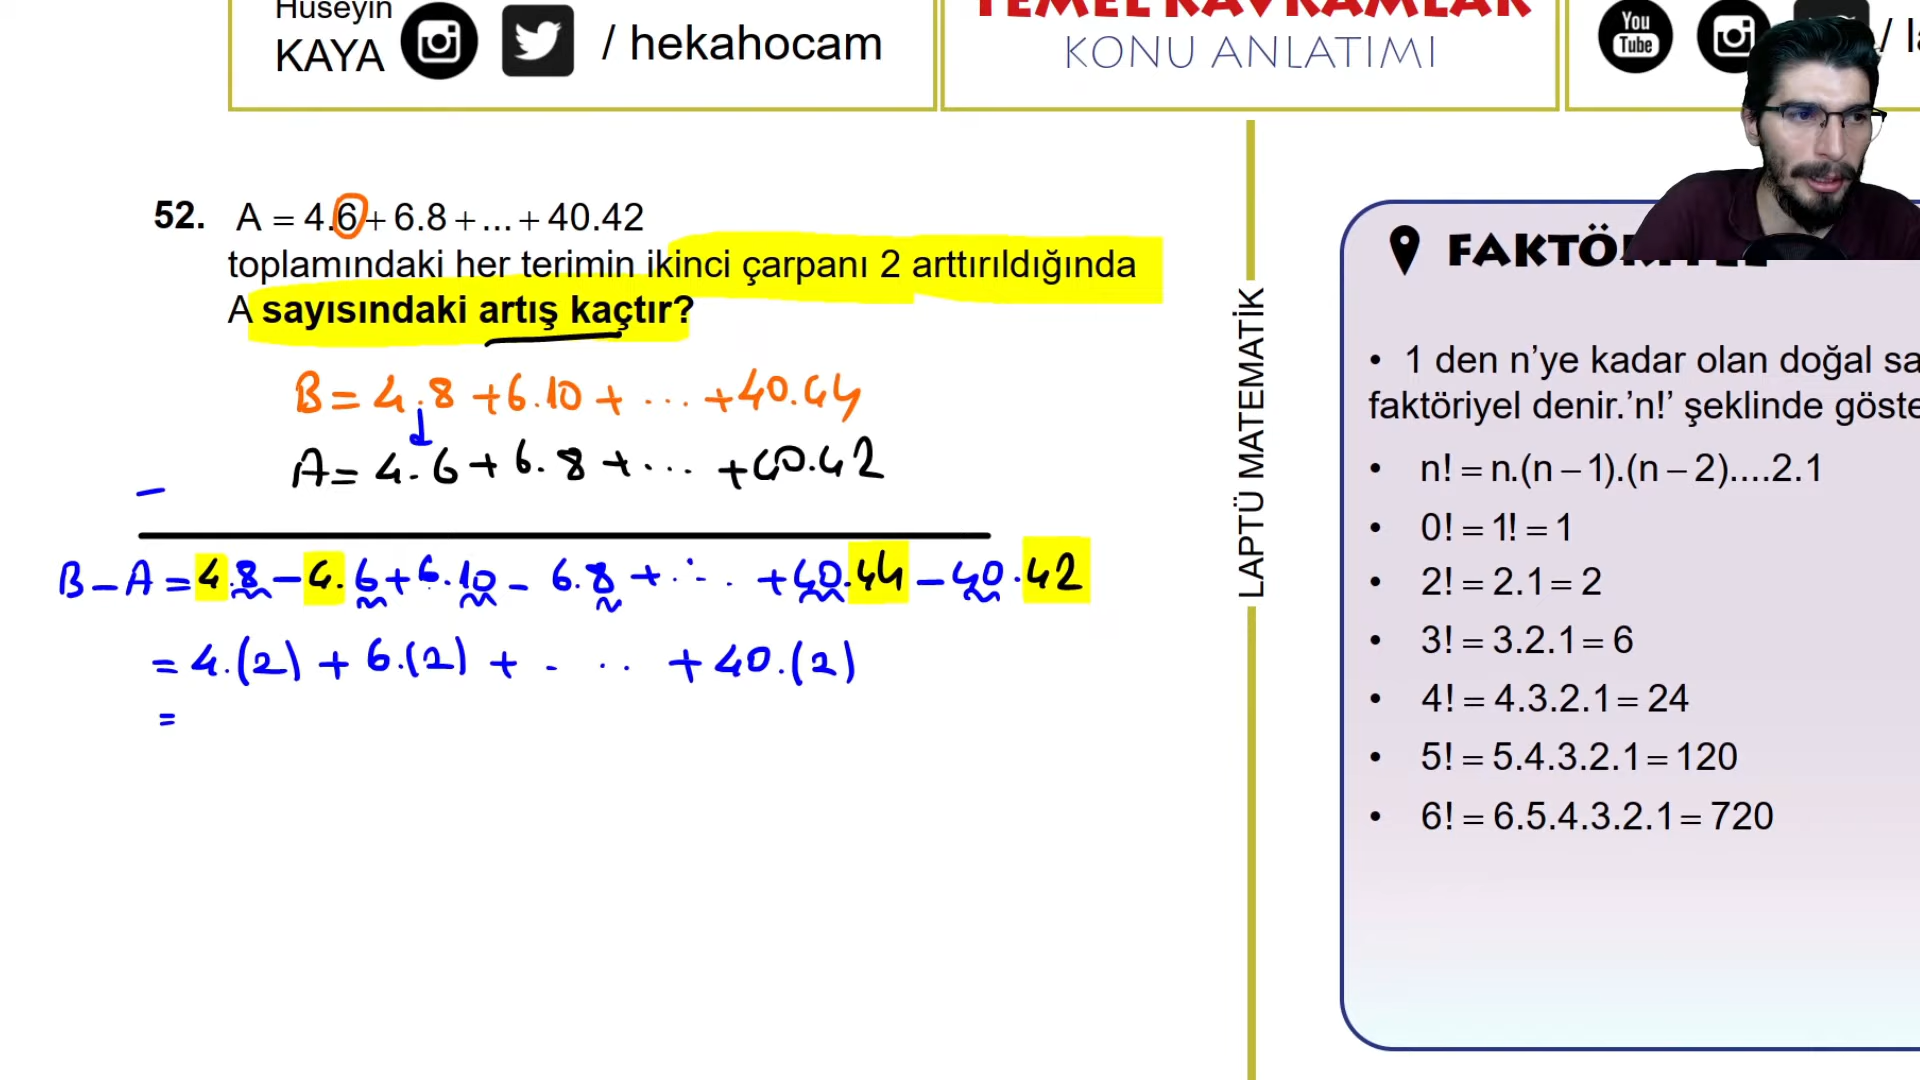 Hüseyin
KAYA
/ hekahocam
TEMEL KAVRAMLAR
KONU ANLATIMI
You
Tube
/
52. A = 4.6 + 6.8 + ... + 40.42
toplamındaki her terimin ikinci çarpanı 2 arttırıldığında
A sayısındaki artış kaçtır?
B = 4.8 + 6.10 + ... + 40.44
A = 4.6 + 6.8 + ... + 40.42
−
B − A = 4.8 − 4.6 + 6.10 − 6.8 + ... + 40.44 − 40.42
= 4.(2) + 6.(2) + .... + 40.(2)
=
LAPTÜ MATEMATİK
• 1 den n’ye kadar olan doğal
faktöriyel denir.’n!’ şeklinde
• n! = n.(n – 1).(n – 2)....2.1
• 0! = 1! = 1
• 2! = 2.1 = 2
• 3! = 3.2.1 = 6
• 4! = 4.3.2.1 = 24
• 5! = 5.4.3.2.1 = 120
• 6! = 6.5.4.3.2.1 = 720